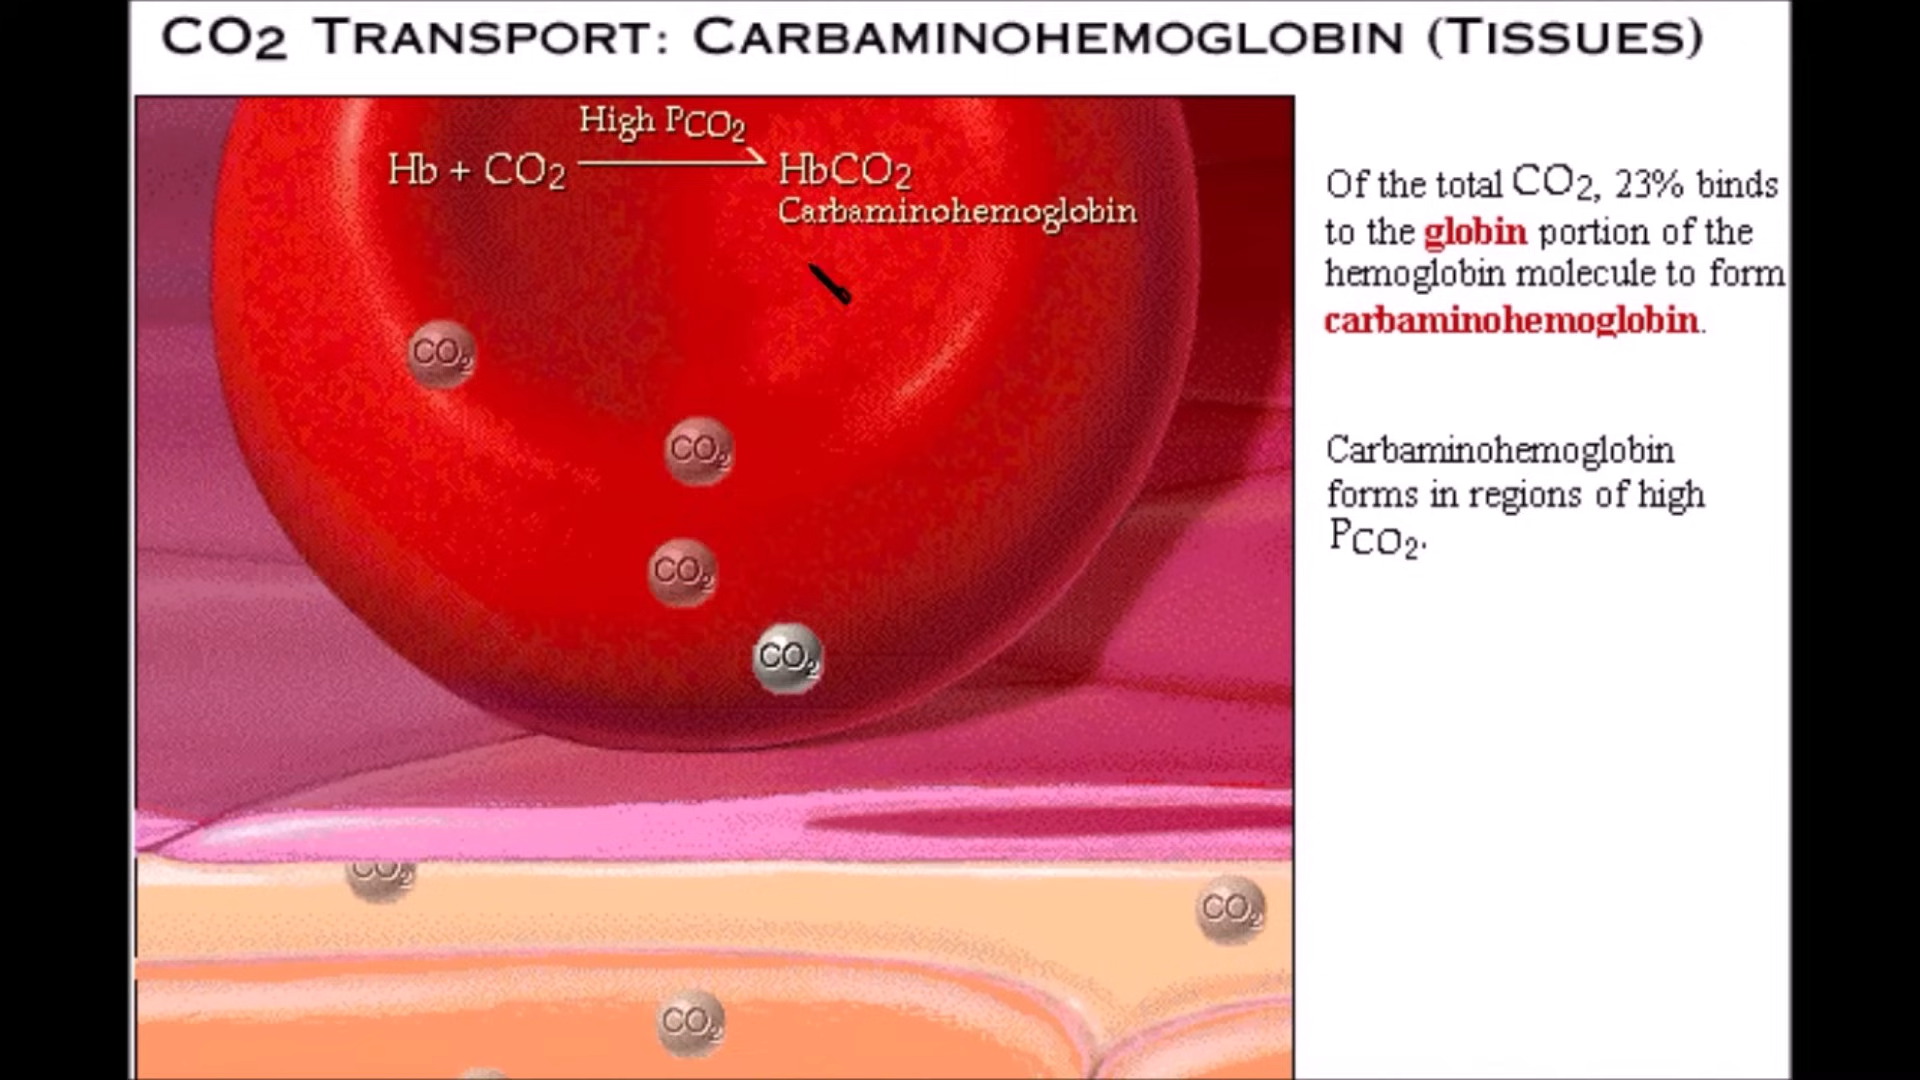 CO2 TRANSPORT: CARBAMINOHEMOGLOBIN (TISSUES)
High PCO2
Hb + CO2 HbCO2
Carbaminohemoglobin
Of the total CO2, 23% binds
to the globin portion of the
hemoglobin molecule to form
carbaminohemoglobin.
Carbaminohemoglobin
forms in regions of high
PCO2.
CO2
CO2
CO2
CO2
CO2
CO2
CO2